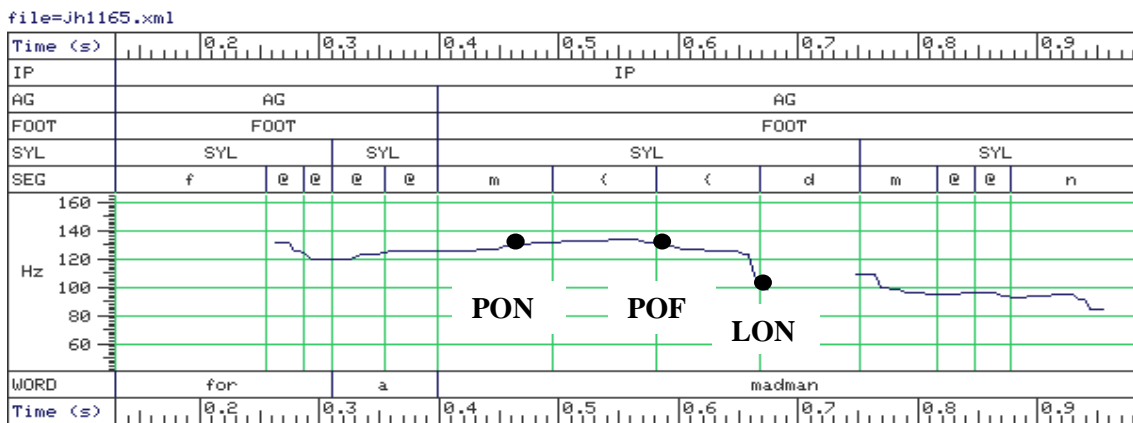 file=jh1165.xml
Time (s) 0.2 0.3 0.4 0.5 0.6 0.7 0.8 0.9
IP IP
AG AG AG
FOOT FOOT FOOT
SYL SYL SYL SYL SYL
SEG f @ @ @ @ m { { d m @ @ n
160
140
120
Hz
100
80
60
PON POF LON
WORD for a madman
Time (s) 0.2 0.3 0.4 0.5 0.6 0.7 0.8 0.9